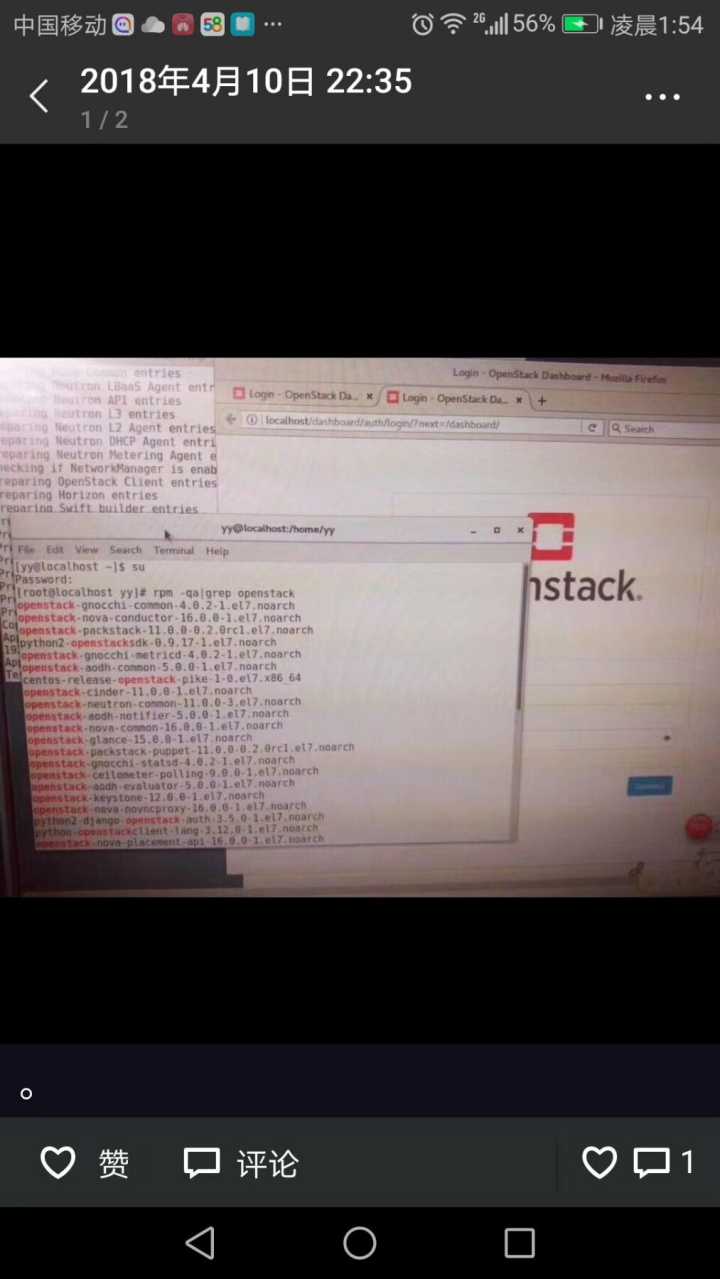 中国移动 58 ... 2G 56% 凌晨1:54
2018年4月10日 22:35
1 / 2
entries
Neutron LBaaS Agent entr
Neutron API entries
eparing Neutron L3 entries
eparing Neutron L2 Agent entries
eparing Neutron DHCP Agent entri
reparing Neutron Metering Agent e
hecking if NetworkManager is enab
reparing OpenStack Client entries
reparing Horizon entries
reparing Swift builder entries
Login - OpenStack Dashboard - Mozilla Firefox
Login - OpenStack Da... × Login - OpenStack Da... × +
localhost/dashboard/auth/login/?next=/dashboard/ Search
nstack.
yy@localhost:/home/yy
File Edit View Search Terminal Help
[yy@localhost ~]$ su
Password:
[root@localhost yy]# rpm -qa|grep openstack
openstack-gnocchi-common-4.0.2-1.el7.noarch
openstack-nova-conductor-16.0.0-1.el7.noarch
openstack-packstack-11.0.0-0.2.0rc1.el7.noarch
python2-openstacksdk-0.9.17-1.el7.noarch
openstack-gnocchi-metricd-4.0.2-1.el7.noarch
openstack-aodh-common-5.0.0-1.el7.noarch
centos-release-openstack-pike-1-0.el7.x86_64
openstack-cinder-11.0.0-1.el7.noarch
openstack-neutron-common-11.0.0-3.el7.noarch
openstack-aodh-notifier-5.0.0-1.el7.noarch
openstack-nova-common-16.0.0-1.el7.noarch
openstack-glance-15.0.0-1.el7.noarch
openstack-packstack-puppet-11.0.0-0.2.0rc1.el7.noarch
openstack-gnocchi-statsd-4.0.2-1.el7.noarch
openstack-ceilometer-polling-9.0.0-1.el7.noarch
openstack-aodh-evaluator-5.0.0-1.el7.noarch
openstack-keystone-12.0.0-1.el7.noarch
openstack-nova-novncproxy-16.0.0-1.el7.noarch
python2-django-openstack-auth-3.5.0-1.el7.noarch
python-openstackclient-lang-3.12.0-1.el7.noarch
openstack-nova-placement-api-16.0.0-1.el7.noarch
。
赞 评论 1